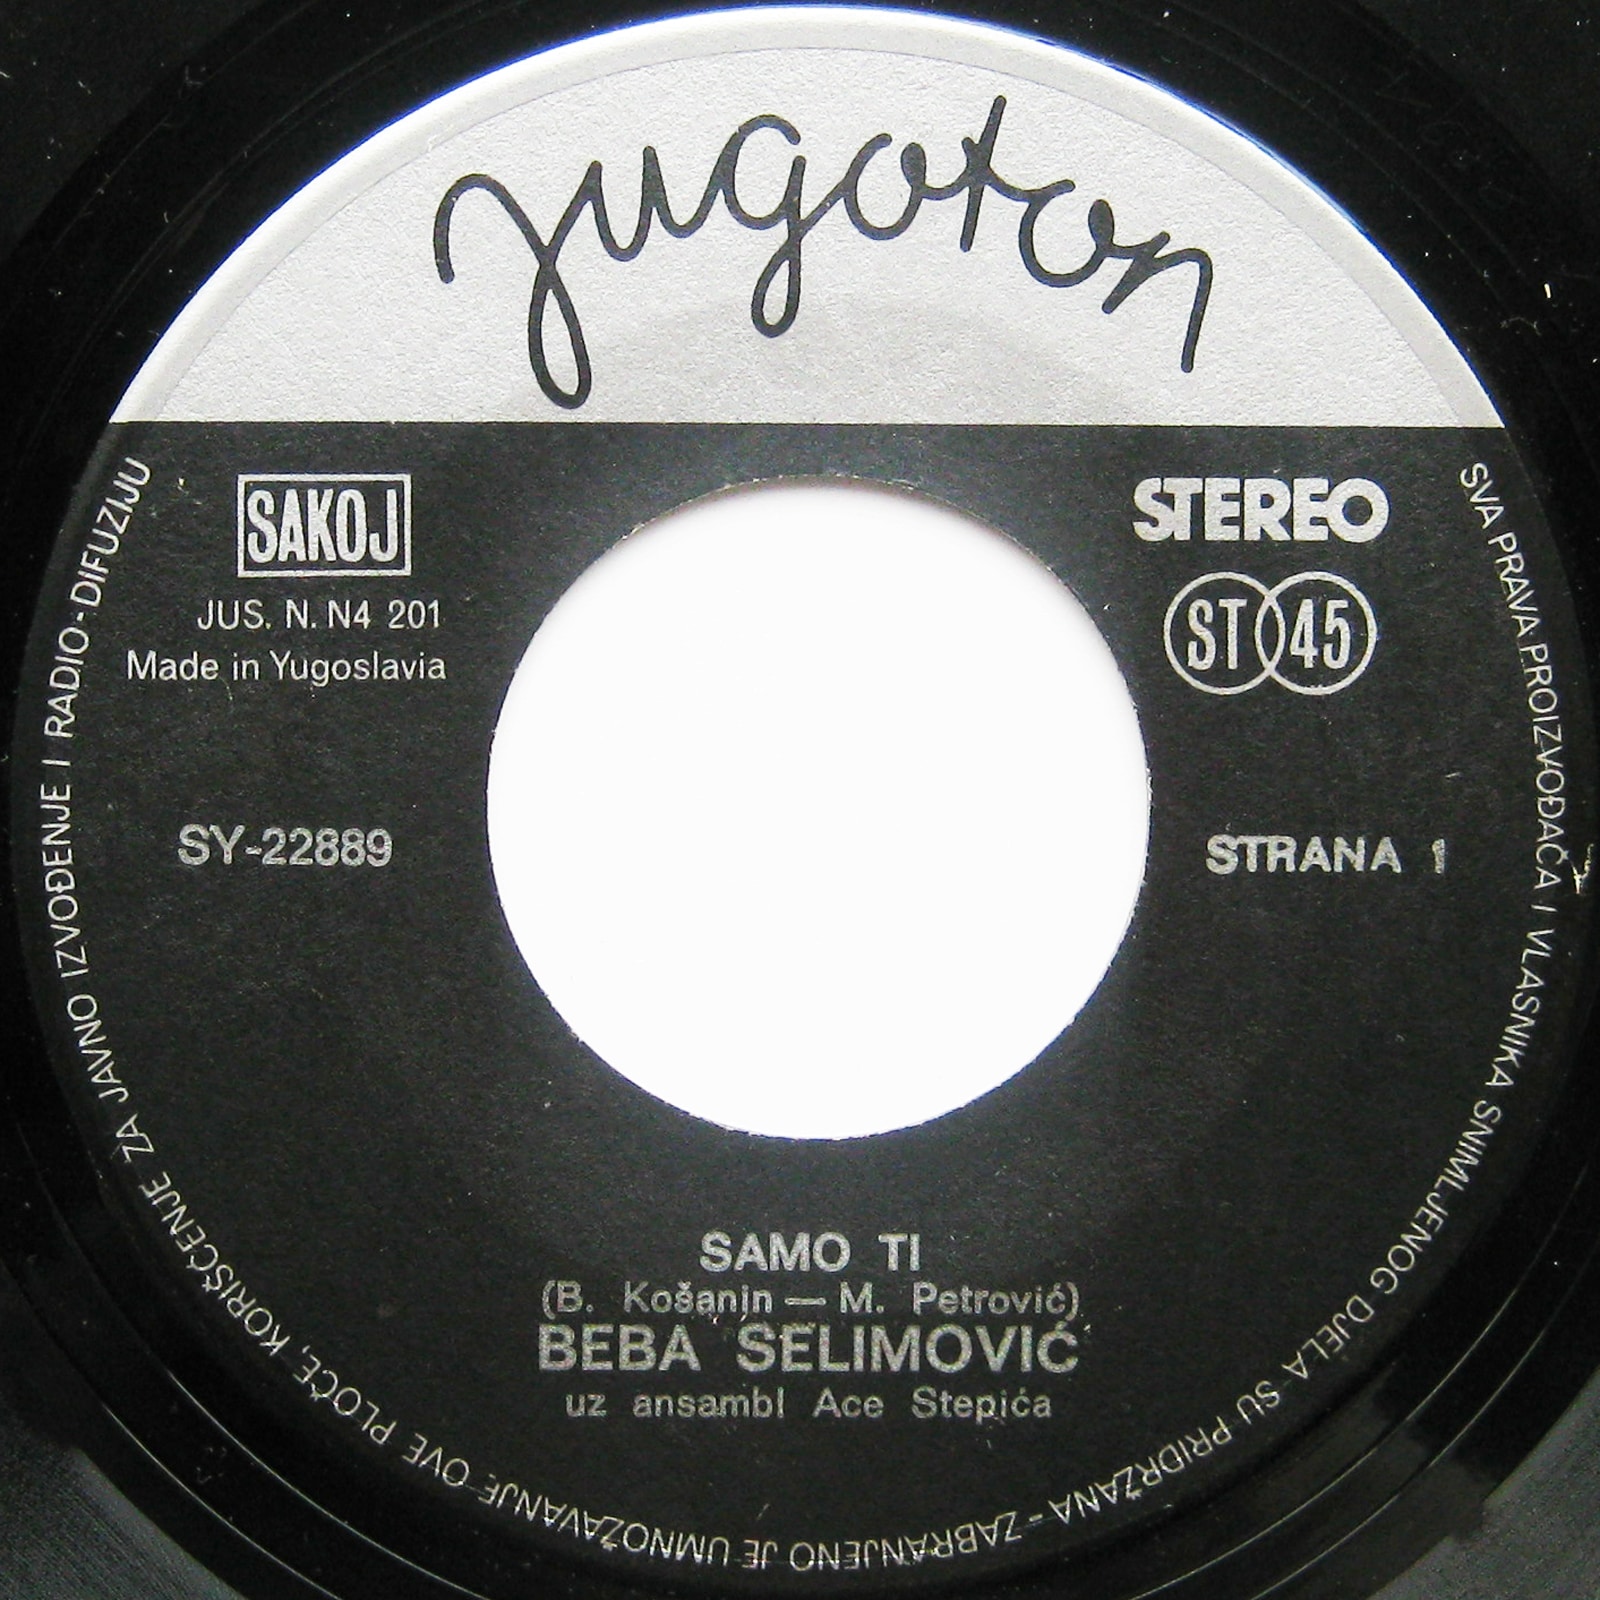 jugoton
SAKOJ
JUS. N. N4 201
Made in Yugoslavia
STEREO
ST 45
SY-22889
STRANA 1
SAMO TI
(B. Košanin — M. Petrović)
BEBA SELIMOVIĆ
uz ansambl Ace Stepića
SVA PRAVA PROIZVOĐAČA I VLASNIKA SNIMLJENOG DJELA SU PRIDRŽANA - ZABRANJENO JE UMNOŽAVANJE OVE PLOČE, KORIŠĆENJE ZA JAVNO IZVOĐENJE I RADIO-DIFUZIJU